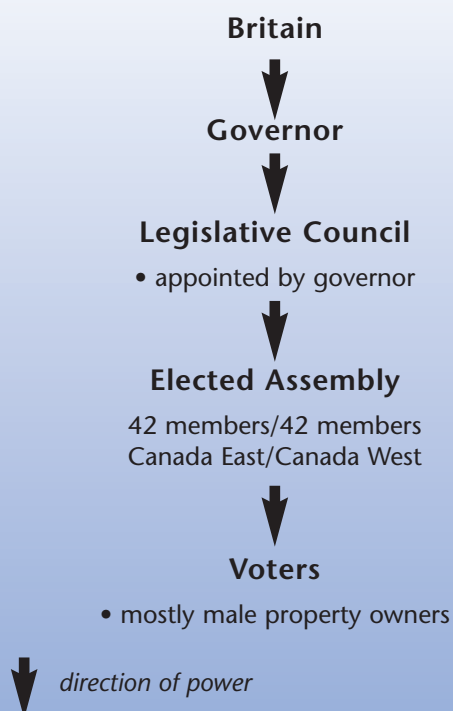 Britain
Governor
Legislative Council
• appointed by governor
Elected Assembly
42 members/42 members
Canada East/Canada West
Voters
• mostly male property owners
direction of power